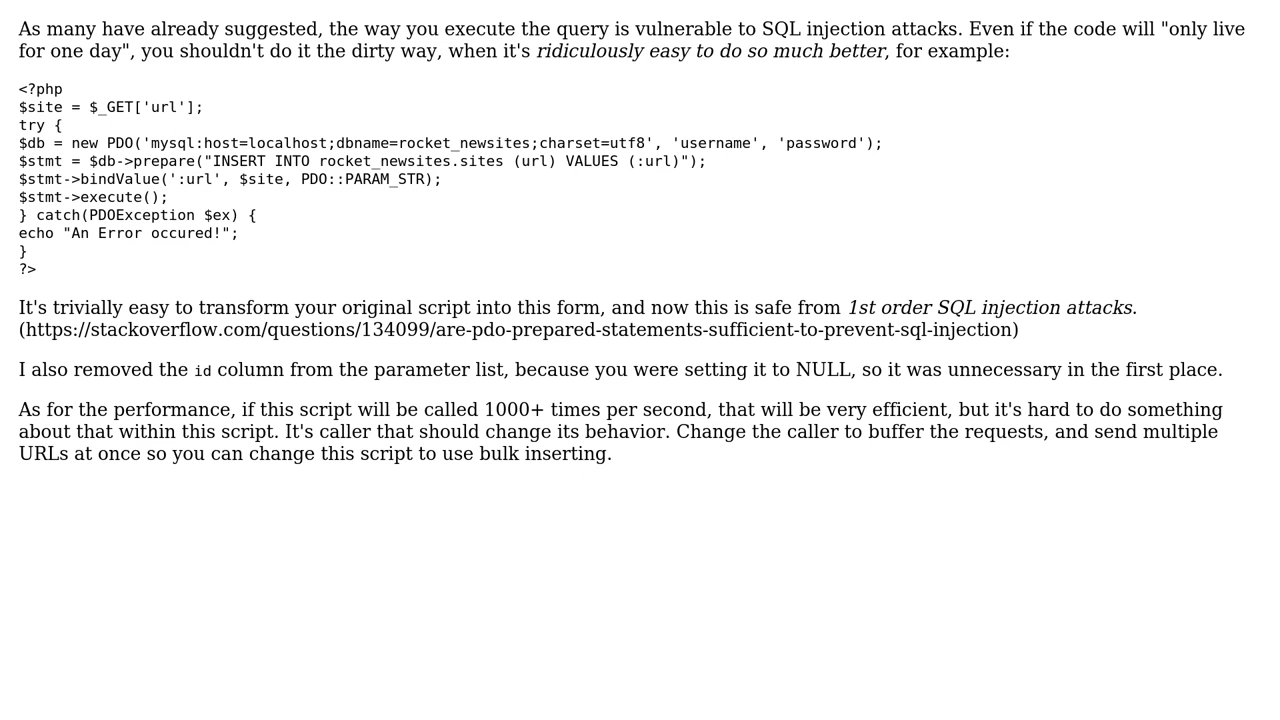 As many have already suggested, the way you execute the query is vulnerable to SQL injection attacks. Even if the code will "only live
for one day", you shouldn't do it the dirty way, when it's ridiculously easy to do so much better, for example:
<?php
$site = $_GET['url'];
try {
$db = new PDO('mysql:host=localhost;dbname=rocket_newsites;charset=utf8', 'username', 'password');
$stmt = $db->prepare("INSERT INTO rocket_newsites.sites (url) VALUES (:url)");
$stmt->bindValue(':url', $site, PDO::PARAM_STR);
$stmt->execute();
} catch(PDOException $ex) {
echo "An Error occured!";
}
?>
It's trivially easy to transform your original script into this form, and now this is safe from 1st order SQL injection attacks.
(https://stackoverflow.com/questions/134099/are-pdo-prepared-statements-sufficient-to-prevent-sql-injection)
I also removed the id column from the parameter list, because you were setting it to NULL, so it was unnecessary in the first place.
As for the performance, if this script will be called 1000+ times per second, that will be very efficient, but it's hard to do something
about that within this script. It's caller that should change its behavior. Change the caller to buffer the requests, and send multiple
URLs at once so you can change this script to use bulk inserting.